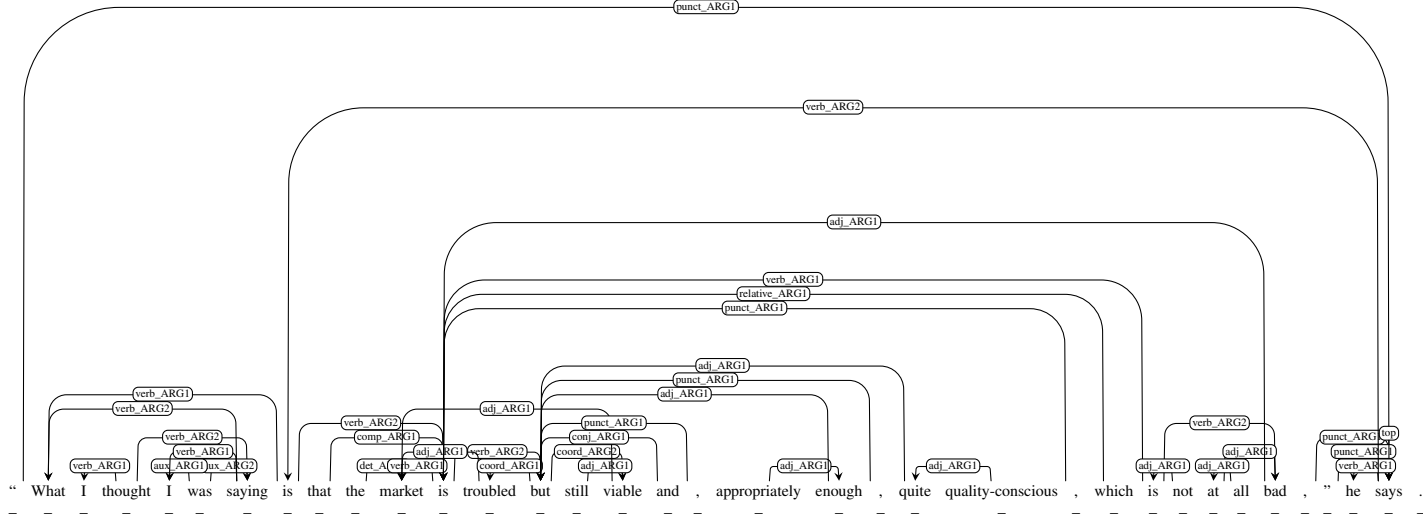 punct_ARG1
verb_ARG2
adj_ARG1
verb_ARG1
relative_ARG1
punct_ARG1
adj_ARG1
punct_ARG1
verb_ARG1 adj_ARG1
verb_ARG2 adj_ARG1
verb_ARG2 punct_ARG1 verb_ARG2
verb_ARG2 comp_ARG1 conj_ARG1 punct_ARG1 top
verb_ARG1 adj_ARG1 verb_ARG2 coord_ARG2 adj_ARG1 punct_ARG1
verb_ARG1 aux_ARG1 ux_ARG2 det_A verb_ARG1 coord_ARG1 adj_ARG1 adj_ARG1 adj_ARG1 adj_ARG1 adj_ARG1 verb_ARG1
“ What I thought I was saying is that the market is troubled but still viable and , appropriately enough , quite quality-conscious , which is not at all bad , ” he says .
_ _ _ _ _ _ _ _ _ _ _ _ _ _ _ _ _ _ _ _ _ _ _ _ _ _ _ _ _ _ _ _ _ _ _